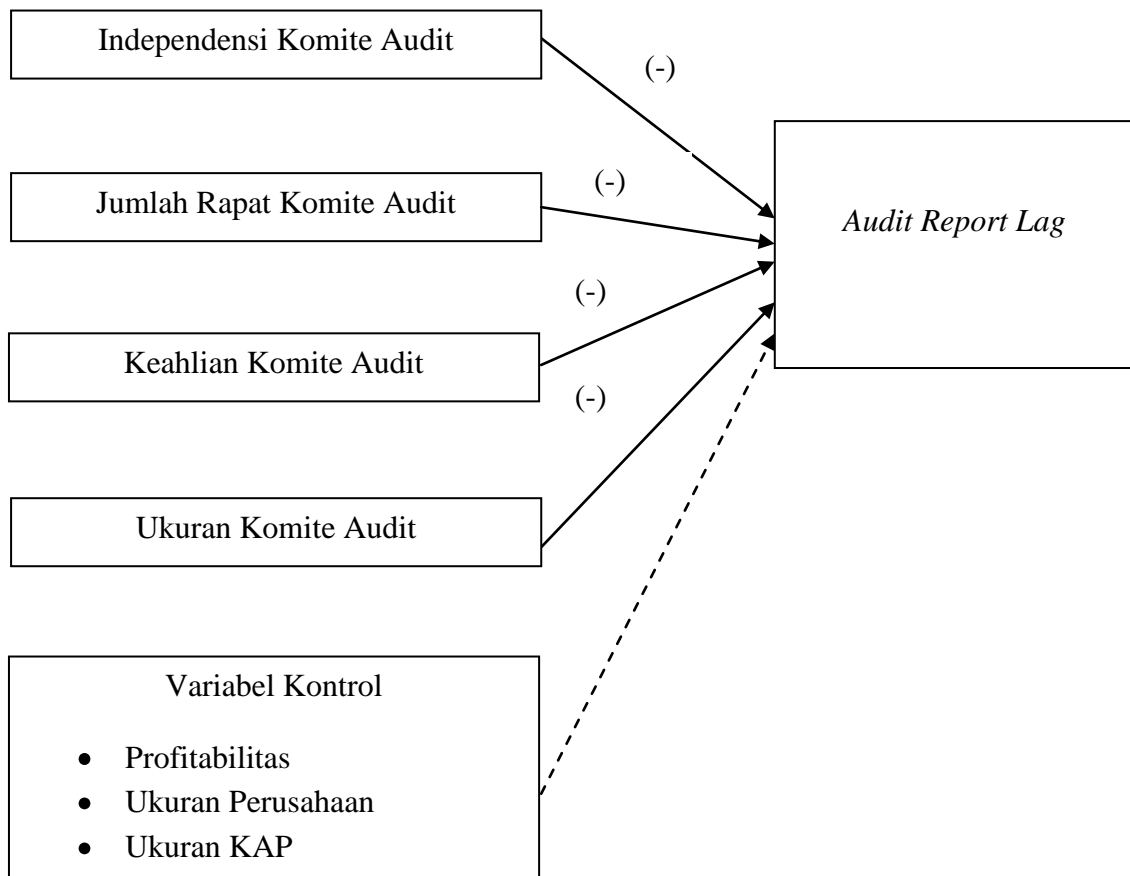 Independensi Komite Audit
(-)
Jumlah Rapat Komite Audit
(-)
Audit Report Lag
(-)
Keahlian Komite Audit
(-)
Ukuran Komite Audit
Variabel Kontrol
• Profitabilitas
• Ukuran Perusahaan
• Ukuran KAP